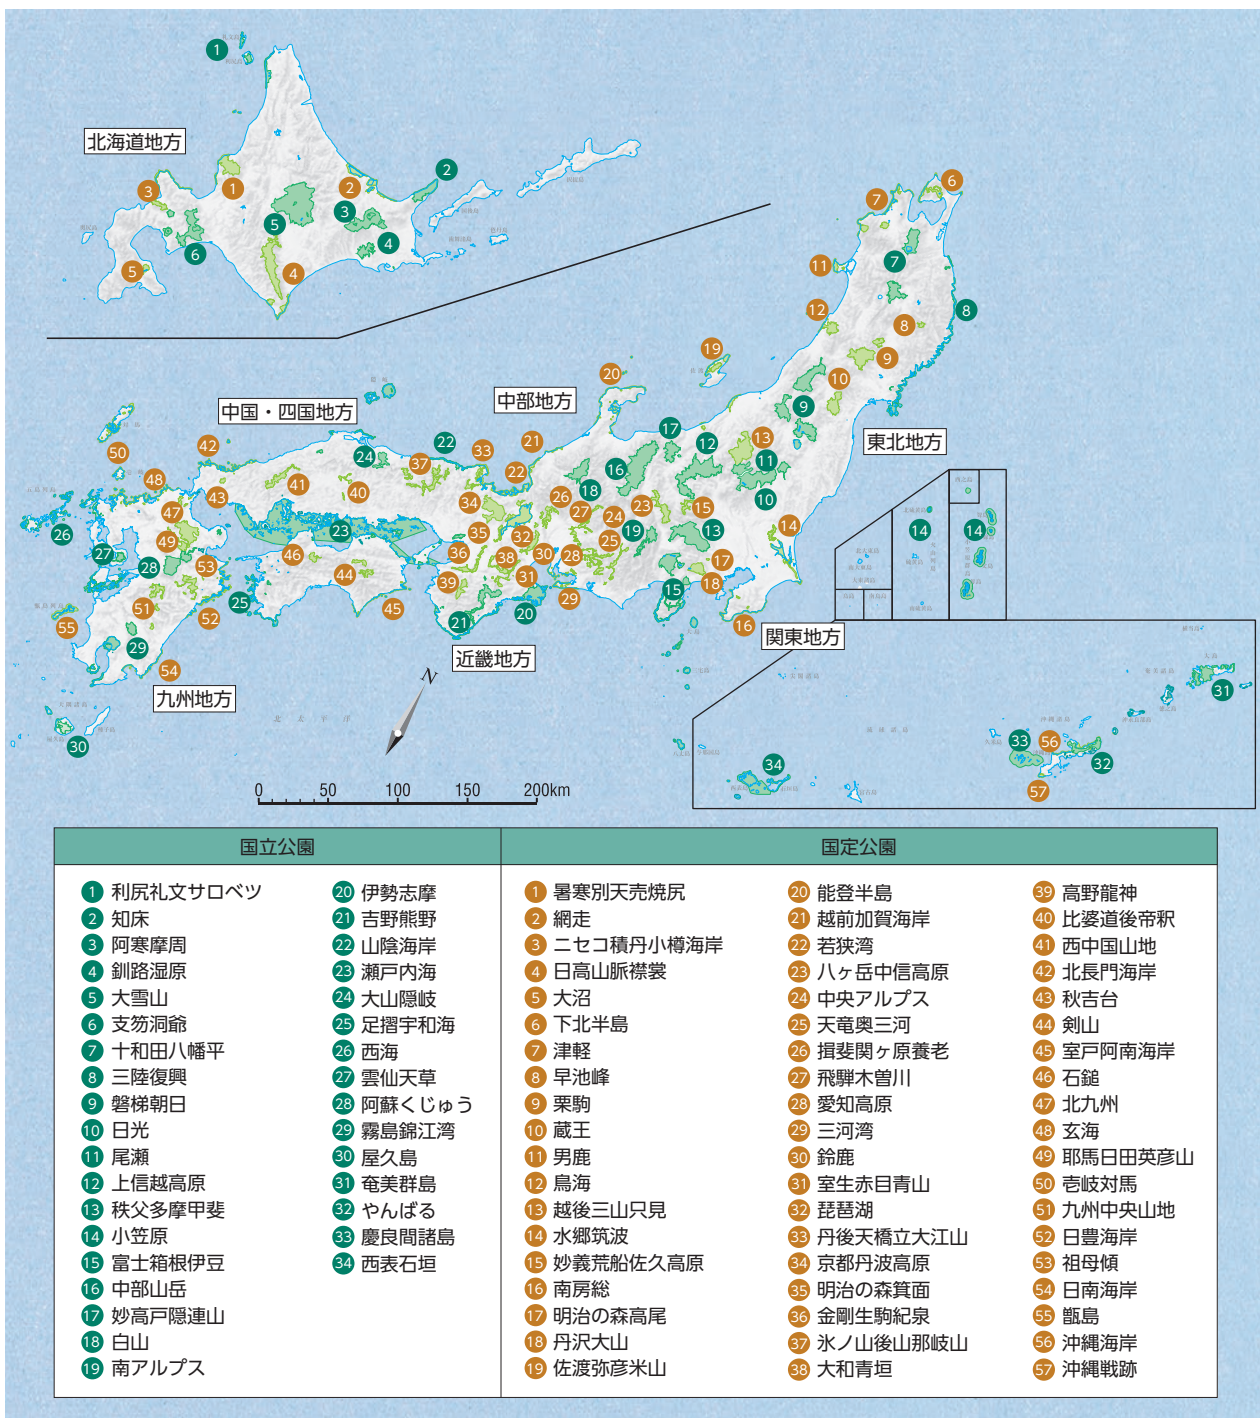 北海道地方
中国・四国地方
中部地方
東北地方
関東地方
近畿地方
九州地方
北太平洋
N
0 50 100 150 200km
国立公園
1 利尻礼文サロベツ
2 知床
3 阿寒摩周
4 釧路湿原
5 大雪山
6 支笏洞爺
7 十和田八幡平
8 三陸復興
9 磐梯朝日
10 日光
11 尾瀬
12 上信越高原
13 秩父多摩甲斐
14 小笠原
15 富士箱根伊豆
16 中部山岳
17 妙高戸隠連山
18 白山
19 南アルプス
20 伊勢志摩
21 吉野熊野
22 山陰海岸
23 瀬戸内海
24 大山隠岐
25 足摺宇和海
26 西海
27 雲仙天草
28 阿蘇くじゅう
29 霧島錦江湾
30 屋久島
31 奄美群島
32 やんばる
33 慶良間諸島
34 西表石垣
国定公園
1 暑寒別天売焼尻
2 網走
3 ニセコ積丹小樽海岸
4 日高山脈襟裳
5 大沼
6 下北半島
7 津軽
8 早池峰
9 栗駒
10 蔵王
11 男鹿
12 鳥海
13 越後三山只見
14 水郷筑波
15 妙義荒船佐久高原
16 南房総
17 明治の森高尾
18 丹沢大山
19 佐渡弥彦米山
20 能登半島
21 越前加賀海岸
22 若狭湾
23 八ヶ岳中信高原
24 中央アルプス
25 天竜奥三河
26 揖斐関ヶ原養老
27 飛騨木曽川
28 愛知高原
29 三河湾
30 鈴鹿
31 室生赤目青山
32 琵琶湖
33 丹後天橋立大江山
34 京都丹波高原
35 明治の森箕面
36 金剛生駒紀泉
37 氷ノ山後山那岐山
38 大和青垣
39 高野龍神
40 比婆道後帝釈
41 西中国山地
42 北長門海岸
43 秋吉台
44 剣山
45 室戸阿南海岸
46 石鎚
47 北九州
48 玄海
49 耶馬日田英彦山
50 壱岐対馬
51 九州中央山地
52 日豊海岸
53 祖母傾
54 日南海岸
55 甑島
56 沖縄海岸
57 沖縄戦跡